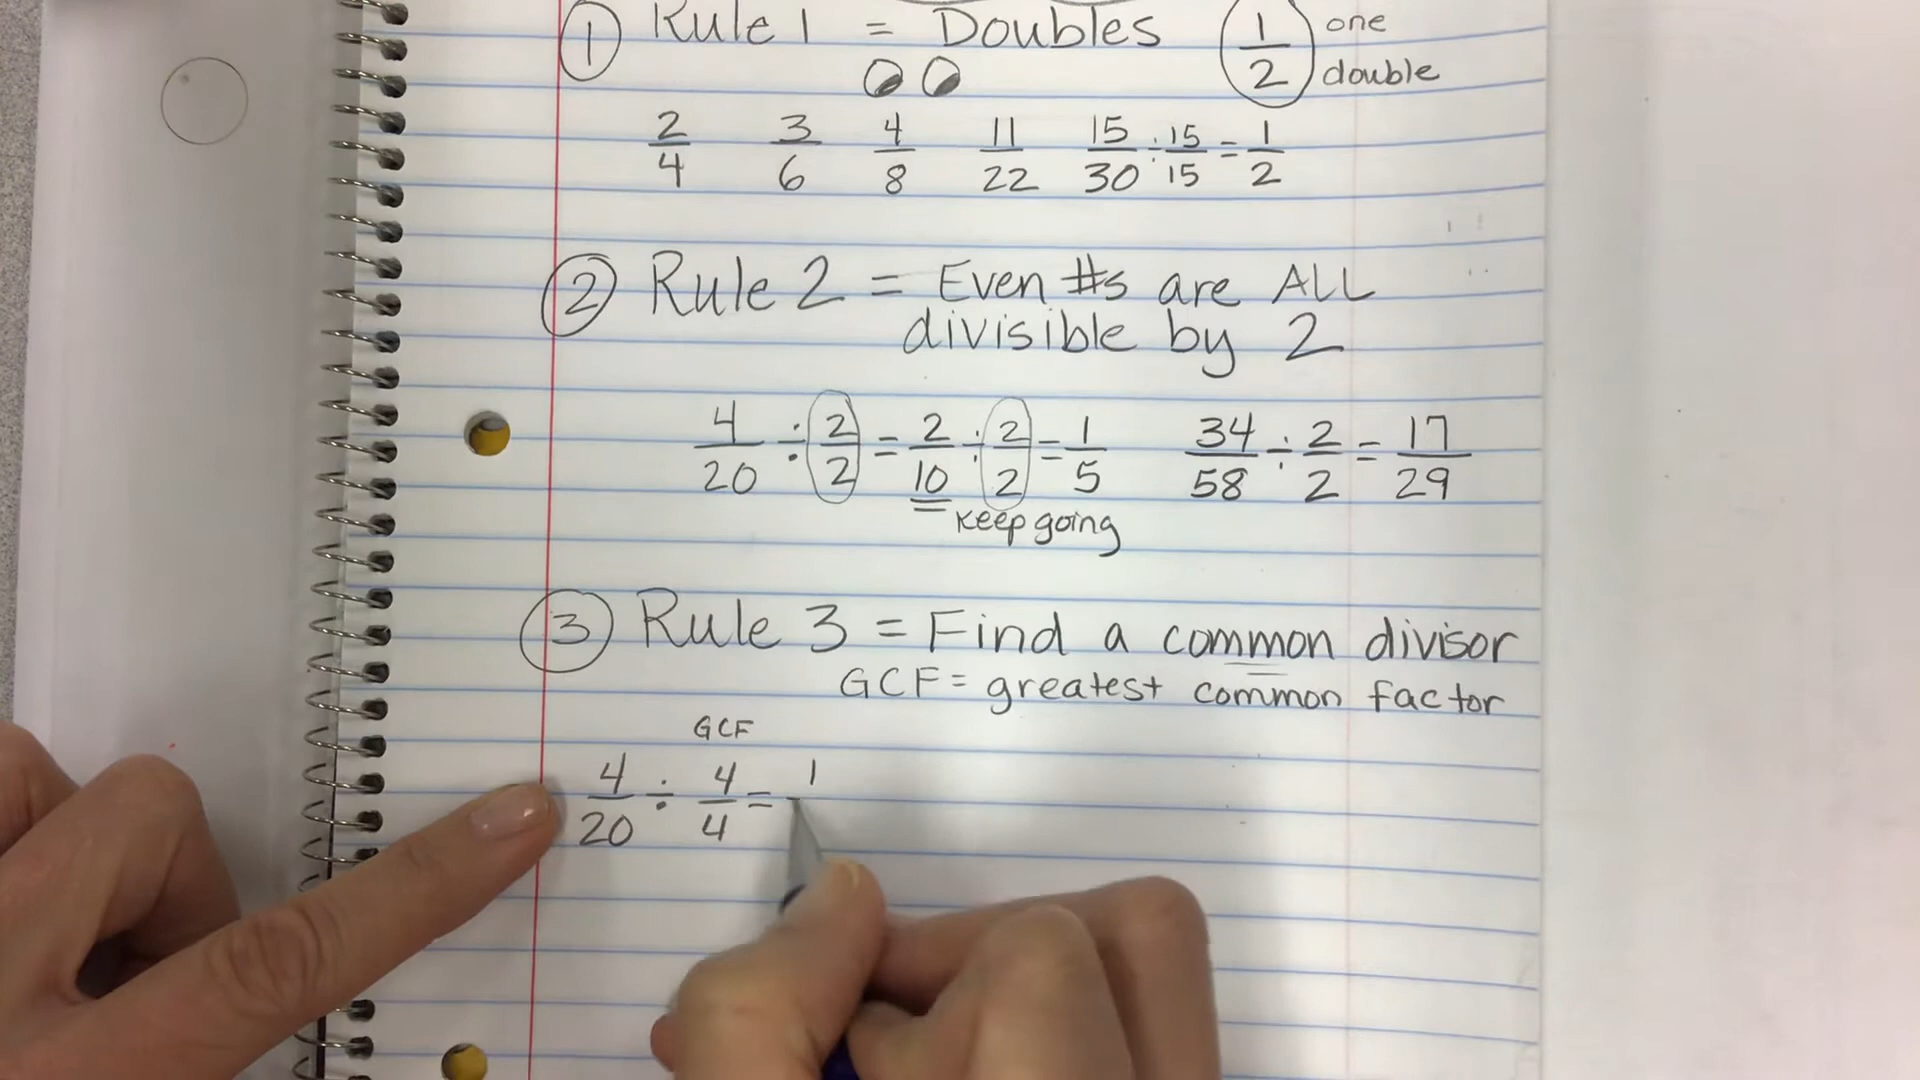 ① Rule 1 = Doubles 1/2 one double
2/4 3/6 4/8 11/22 15/30 ÷ 15/15 = 1/2
② Rule 2 = Even #s are ALL
divisible by 2
4/20 ÷ 2/2 = 2/10 ÷ 2/2 = 1/5 34/58 ÷ 2/2 = 17/29
keep going
③ Rule 3 = Find a common divisor
GCF = greatest common factor
GCF
4/20 ÷ 4/4 = 1